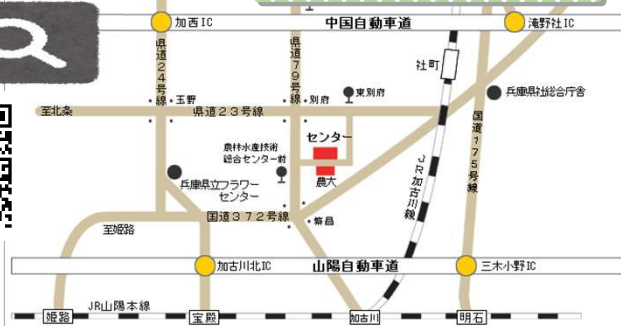 加西IC
中国自動車道
滝野社IC
県道24号線
県道79号線
社町
兵庫県社総合庁舎
東別府
玉野
別府
至北条
県道23号線
国道175号線
センター
農林水産技術
総合センター前
農大
兵庫県立フラワー
センター
JR加古川線
国道372号線
繁昌
至姫路
加古川北IC
山陽自動車道
三木小野IC
JR山陽本線
姫路
宝殿
加古川
明石